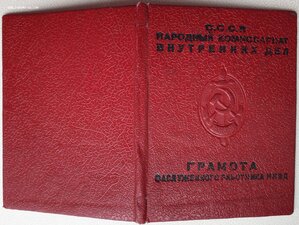 С.С.С.Р.
НАРОДНЫЙ КОМИССАРИАТ
ВНУТРЕННИХ ДЕЛ
ГРАМОТА
ЗАСЛУЖЕННОГО РАБОТНИКА НКВД